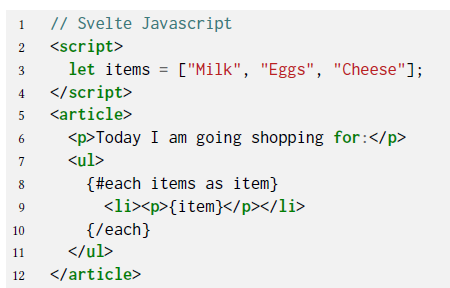 1 // Svelte Javascript
2 <script>
3   let items = ["Milk", "Eggs", "Cheese"];
4 </script>
5 <article>
6   <p>Today I am going shopping for:</p>
7   <ul>
8     {#each items as item}
9       <li><p>{item}</p></li>
10     {/each}
11   </ul>
12 </article>